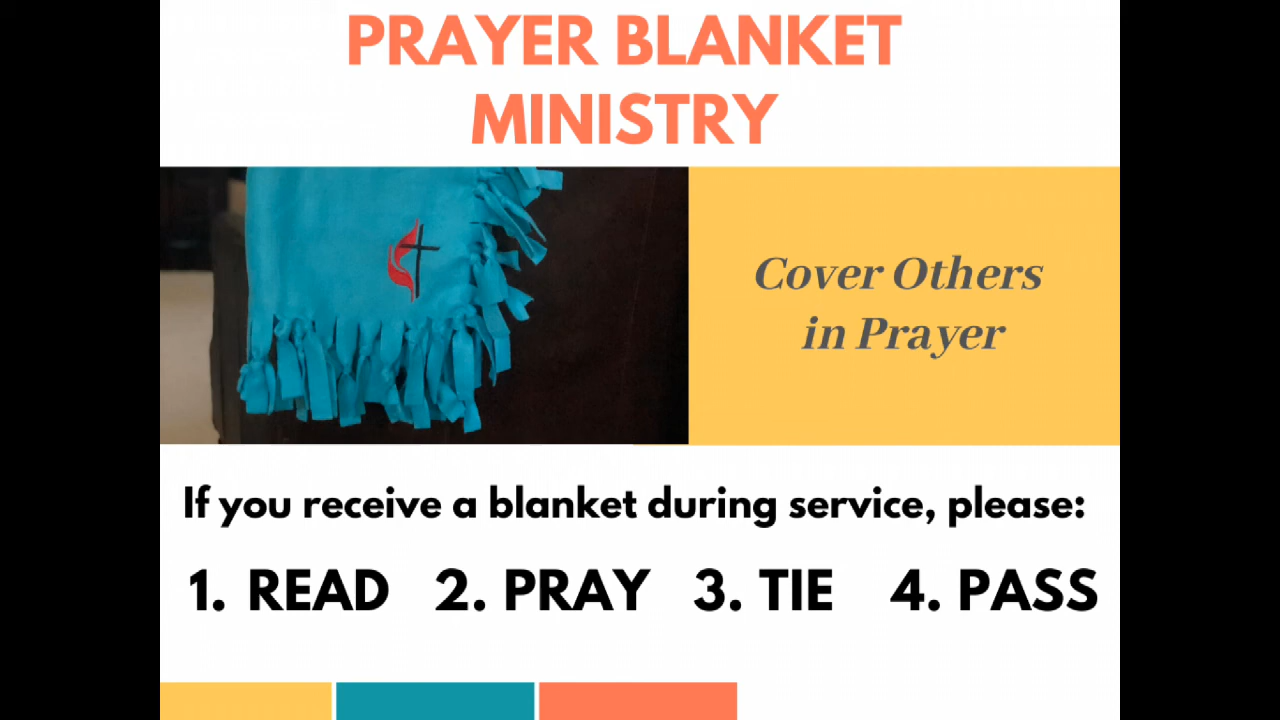 PRAYER BLANKET
MINISTRY
Cover Others
in Prayer
If you receive a blanket during service, please:
1. READ 2. PRAY 3. TIE 4. PASS